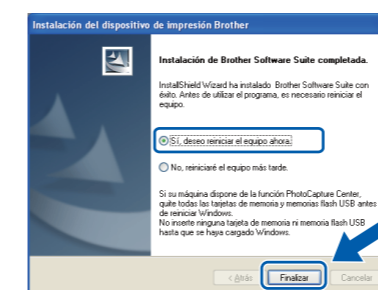 Instalación del dispositivo de impresión Brother
Instalación de Brother Software Suite completada.
InstallShield Wizard ha instalado Brother Software Suite con
éxito. Antes de utilizar el programa, es necesario reiniciar el
equipo.
Sí, deseo reiniciar el equipo ahora.
No, reiniciaré el equipo más tarde.
Si su máquina dispone de la función PhotoCapture Center,
quite todas las tarjetas de memoria y memorias flash USB antes
de reiniciar Windows.
No inserte ninguna tarjeta de memoria ni memoria flash USB
hasta que se haya cargado Windows.
< Atrás Finalizar Cancelar